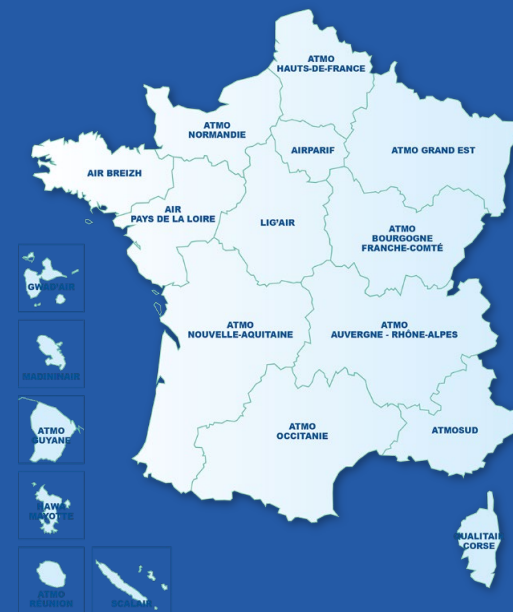 ATMO
HAUTS-DE-FRANCE
ATMO
NORMANDIE
AIRPARIF
ATMO GRAND EST
AIR BREIZH
AIR
PAYS DE LA LOIRE
LIG'AIR
ATMO
BOURGOGNE
FRANCHE-COMTÉ
GWAD'AIR
ATMO
NOUVELLE-AQUITAINE
ATMO
AUVERGNE - RHÔNE-ALPES
MADININAIR
ATMO
GUYANE
ATMO
OCCITANIE
ATMOSUD
HAWA
MAYOTTE
QUALITAIR
CORSE
ATMO
RÉUNION
SCALAIR